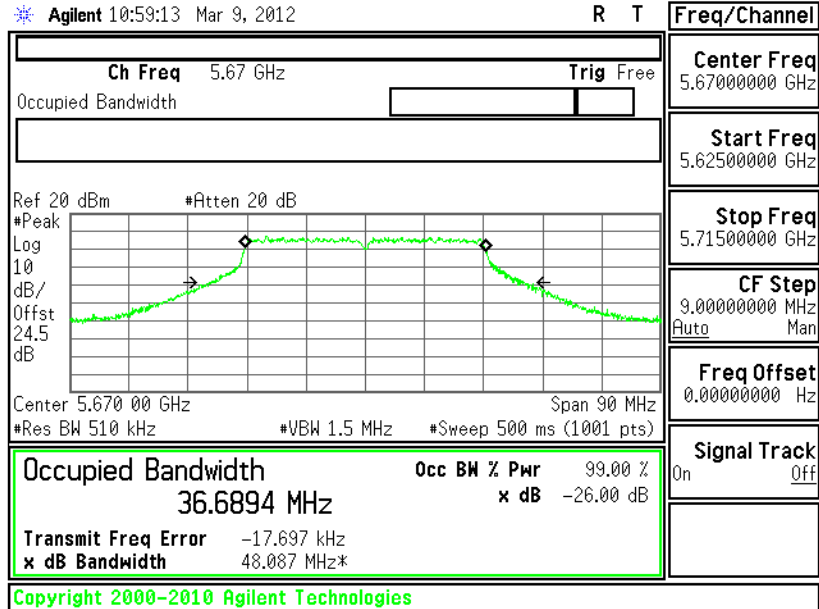 Agilent 10:59:13 Mar 9, 2012 R T
Freq/Channel
Ch Freq 5.67 GHz Trig Free
Occupied Bandwidth
Center Freq
5.67000000 GHz
Start Freq
5.62500000 GHz
Stop Freq
5.71500000 GHz
CF Step
9.00000000 MHz
Auto Man
Freq Offset
0.00000000 Hz
Signal Track
On Off
Ref 20 dBm #Atten 20 dB
#Peak
Log
10
dB/
Offst
24.5
dB
Center 5.670 00 GHz Span 90 MHz
#Res BW 510 kHz #VBW 1.5 MHz #Sweep 500 ms (1001 pts)
Occupied Bandwidth
36.6894 MHz
Occ BW % Pwr 99.00 %
x dB -26.00 dB
Transmit Freq Error -17.697 kHz
x dB Bandwidth 48.087 MHz*
Copyright 2000-2010 Agilent Technologies